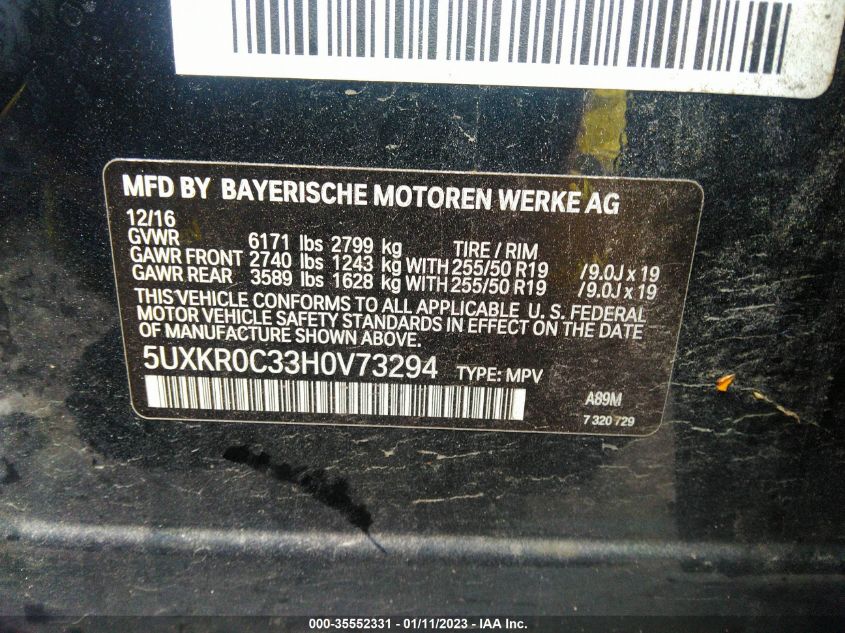 MFD BY BAYERISCHE MOTOREN WERKE AG
12/16
GVWR 6171 lbs 2799 kg TIRE / RIM
GAWR FRONT 2740 lbs 1243 kg WITH 255/50 R19 /9.0J x 19
GAWR REAR 3589 lbs 1628 kg WITH 255/50 R19 /9.0J x 19
THIS VEHICLE CONFORMS TO ALL APPLICABLE U. S. FEDERAL
MOTOR VEHICLE SAFETY STANDARDS IN EFFECT ON THE DATE
OF MANUFACTURE SHOWN ABOVE.
5UXKR0C33H0V73294 TYPE: MPV
A89M
7 320 729
000-35552331 - 01/11/2023 - IAA Inc.